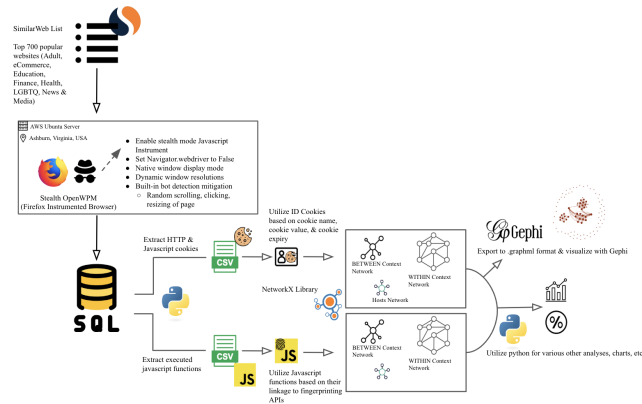 SimilarWeb List
Top 700 popular
websites (Adult,
eCommerce,
Education,
Finance, Health,
LGBTQ, News &
Media)
AWS Ubuntu Server
Ashburn, Virginia, USA
Stealth OpenWPM
(Firefox Instrumented Browser)
● Enable stealth mode Javascript
Instrument
● Set Navigator.webdriver to False
● Native window display mode
● Dynamic window resolutions
● Built-in bot detection mitigation
○ Random scrolling, clicking,
resizing of page
SQL
Extract HTTP &
Javascript cookies
CSV
Utilize ID Cookies
based on cookie name,
cookie value, & cookie
expiry
NetworkX Library
BETWEEN Context
Network
WITHIN Context
Network
Hosts Network
Gephi
Export to .graphml format & visualize with Gephi
%
Utilize python for various other analyses, charts, etc
Extract executed
javascript functions
CSV
JS
JS
Utilize Javascript
functions based on their
linkage to fingerprinting
APIs
BETWEEN Context
Network
WITHIN Context
Network